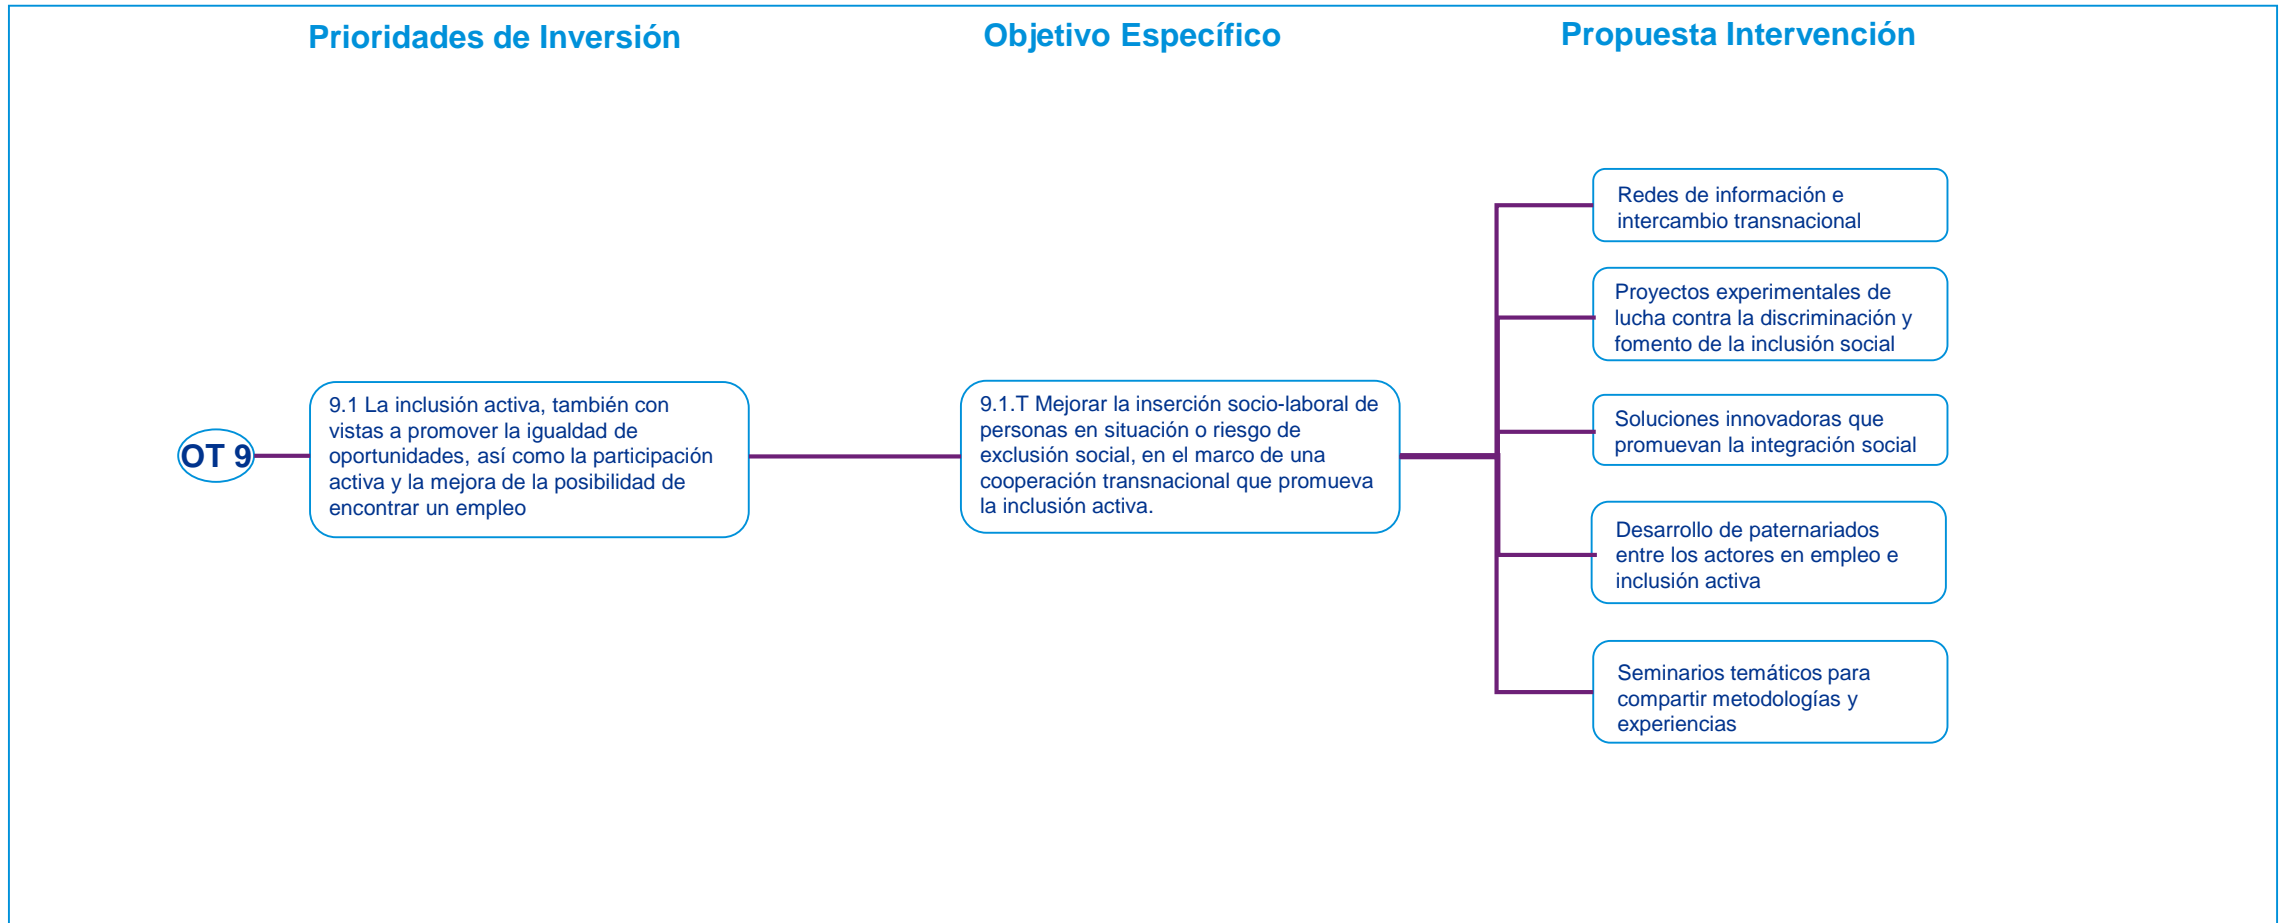 Prioridades de Inversión
Objetivo Específico
Propuesta Intervención
OT 9
9.1 La inclusión activa, también con
vistas a promover la igualdad de
oportunidades, así como la participación
activa y la mejora de la posibilidad de
encontrar un empleo
9.1.T Mejorar la inserción socio-laboral de
personas en situación o riesgo de
exclusión social, en el marco de una
cooperación transnacional que promueva
la inclusión activa.
Redes de información e
intercambio transnacional
Proyectos experimentales de
lucha contra la discriminación y
fomento de la inclusión social
Soluciones innovadoras que
promuevan la integración social
Desarrollo de paternariados
entre los actores en empleo e
inclusión activa
Seminarios temáticos para
compartir metodologías y
experiencias